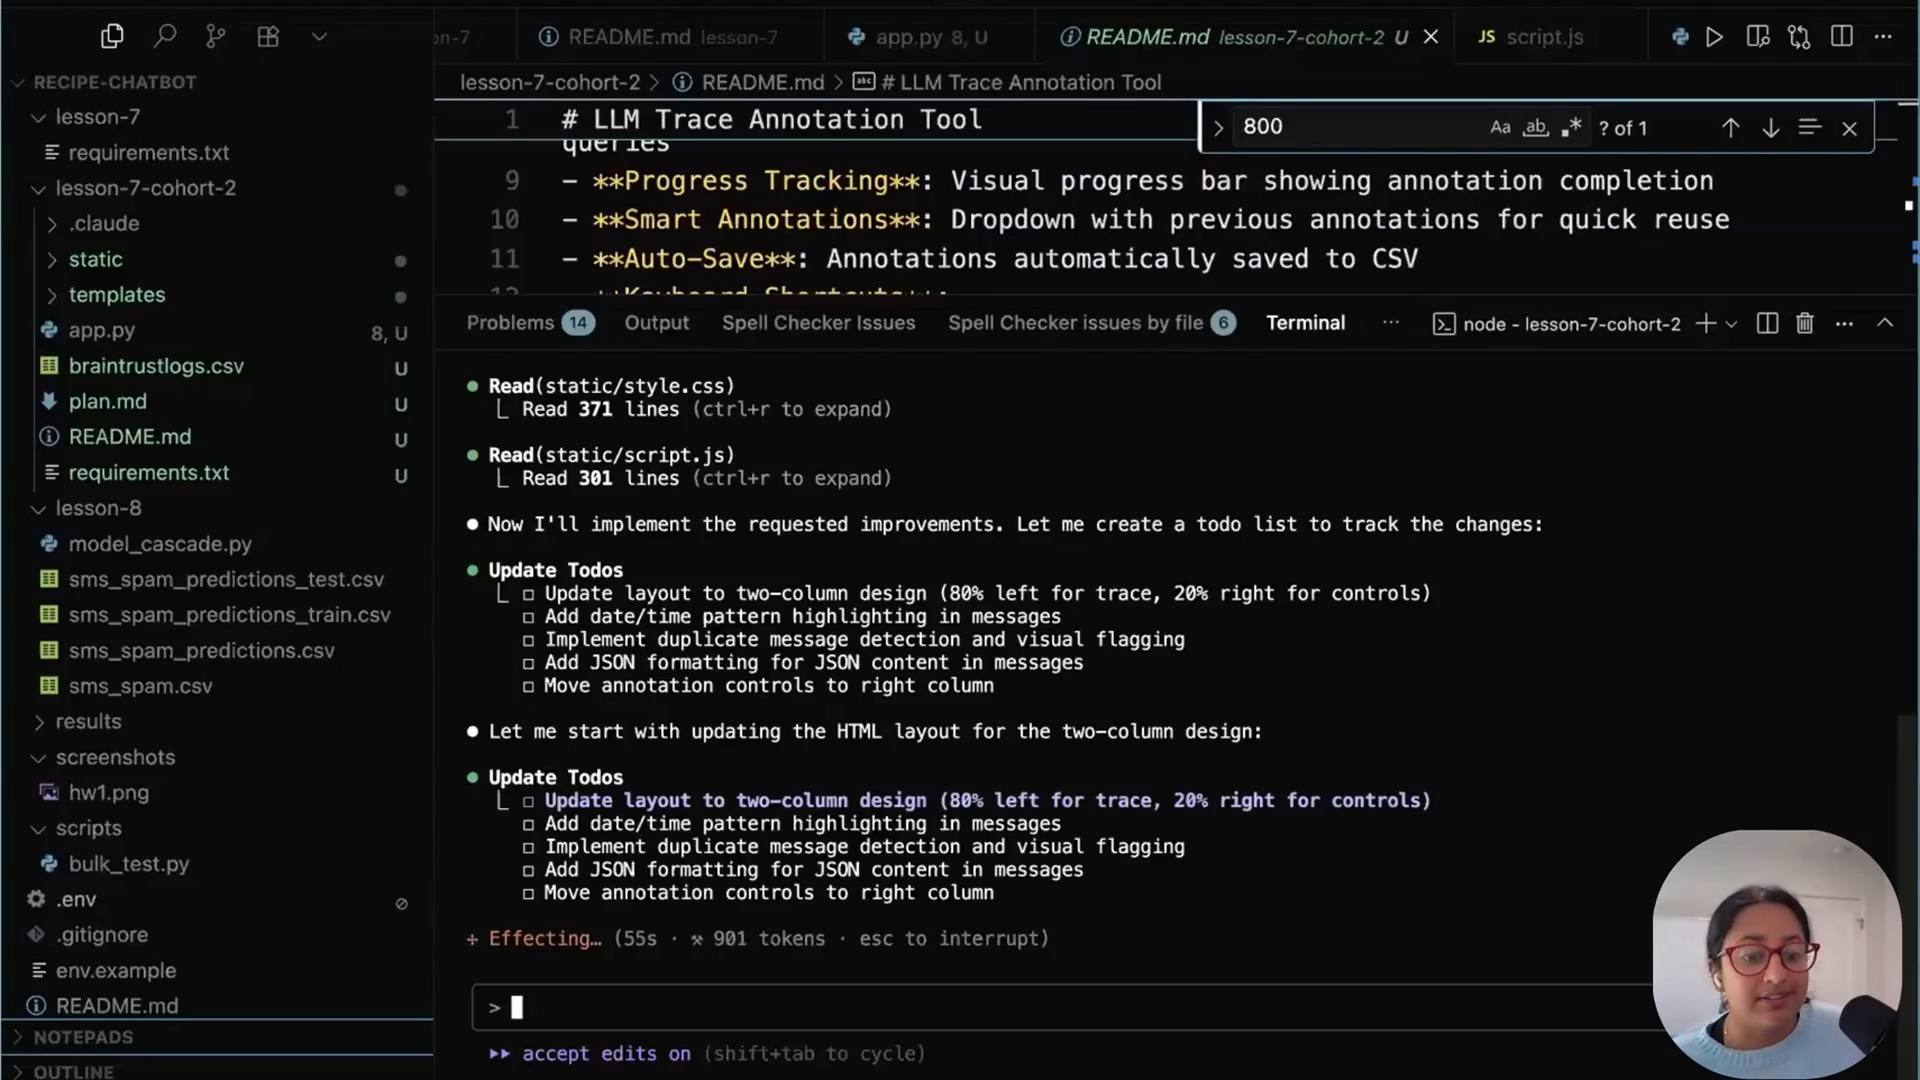 n-7
README.md lesson-7
app.py 8, U
README.md lesson-7-cohort-2 U
JS script.js
RECIPE-CHATBOT
lesson-7
requirements.txt
lesson-7-cohort-2
.claude
static
templates
app.py 8, U
braintrustlogs.csv U
plan.md U
README.md U
requirements.txt U
lesson-8
model_cascade.py
sms_spam_predictions_test.csv
sms_spam_predictions_train.csv
sms_spam_predictions.csv
sms_spam.csv
results
screenshots
hw1.png
scripts
bulk_test.py
.env
.gitignore
env.example
README.md
NOTEPADS
OUTLINE
lesson-7-cohort-2 > README.md > abc # LLM Trace Annotation Tool
1 # LLM Trace Annotation Tool
> 800 Aa ab .* ? of 1
queries
9 - **Progress Tracking**: Visual progress bar showing annotation completion
10 - **Smart Annotations**: Dropdown with previous annotations for quick reuse
11 - **Auto-Save**: Annotations automatically saved to CSV
12 - **Keyboard Shortcuts**:
Problems 14 Output Spell Checker Issues Spell Checker issues by file 6 Terminal ··· node - lesson-7-cohort-2
● Read(static/style.css)
⎣ Read 371 lines (ctrl+r to expand)
● Read(static/script.js)
⎣ Read 301 lines (ctrl+r to expand)
● Now I'll implement the requested improvements. Let me create a todo list to track the changes:
● Update Todos
⎣ ☐ Update layout to two-column design (80% left for trace, 20% right for controls)
☐ Add date/time pattern highlighting in messages
☐ Implement duplicate message detection and visual flagging
☐ Add JSON formatting for JSON content in messages
☐ Move annotation controls to right column
● Let me start with updating the HTML layout for the two-column design:
● Update Todos
⎣ ☐ Update layout to two-column design (80% left for trace, 20% right for controls)
☐ Add date/time pattern highlighting in messages
☐ Implement duplicate message detection and visual flagging
☐ Add JSON formatting for JSON content in messages
☐ Move annotation controls to right column
+ Effecting… (55s · ⚒ 901 tokens · esc to interrupt)
>
⏵⏵ accept edits on (shift+tab to cycle)